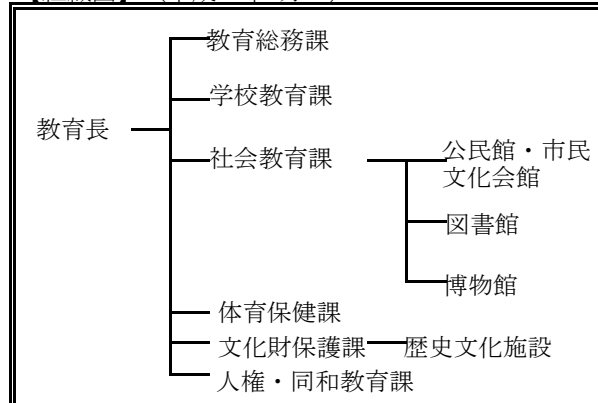 教育総務課
学校教育課
教育長
社会教育課
公民館・市民
文化会館
図書館
博物館
体育保健課
文化財保護課
歴史文化施設
人権・同和教育課